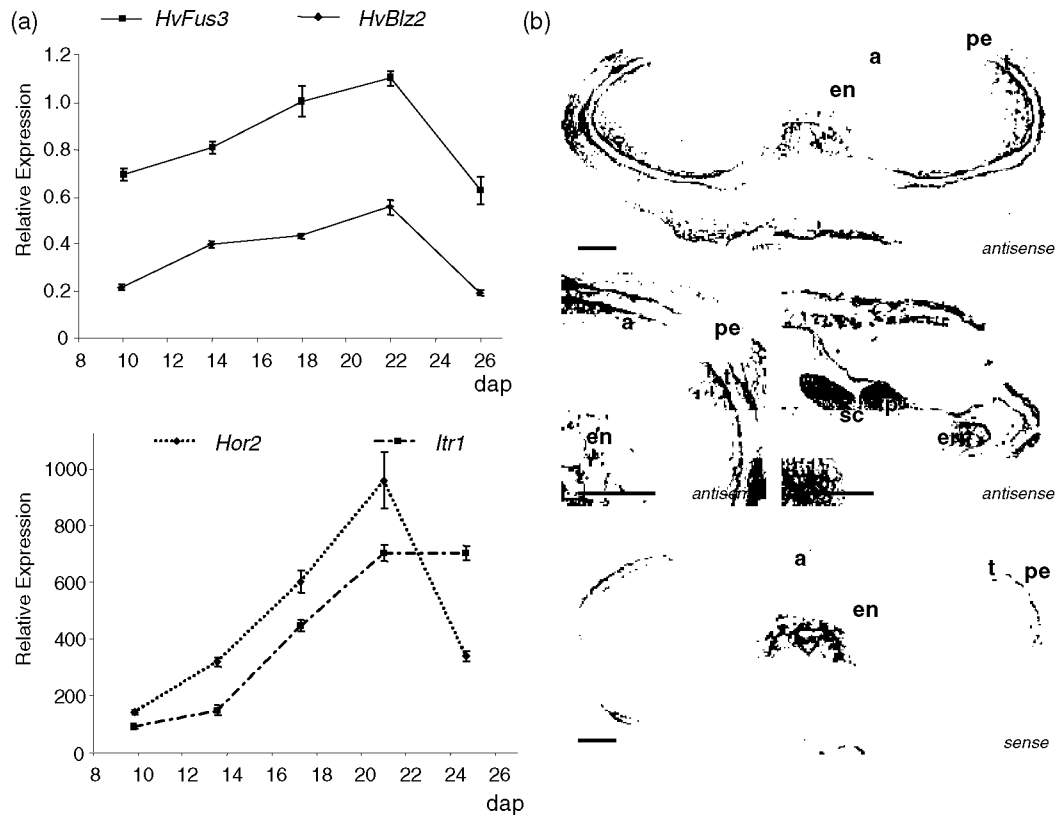 (a)
HvFus3
HvBlz2
1.2
1.0
0.8
0.6
0.4
0.2
0
Relative Expression
8 10 12 14 16 18 20 22 24 26
dap
Hor2
Itr1
1000
800
600
400
200
0
Relative Expression
8 10 12 14 16 18 20 21 22 24 26
dap
(b)
a
pe
en
antisense
a
pe
t
en
antisense
sc
p
en
antisense
a
t
pe
en
sense